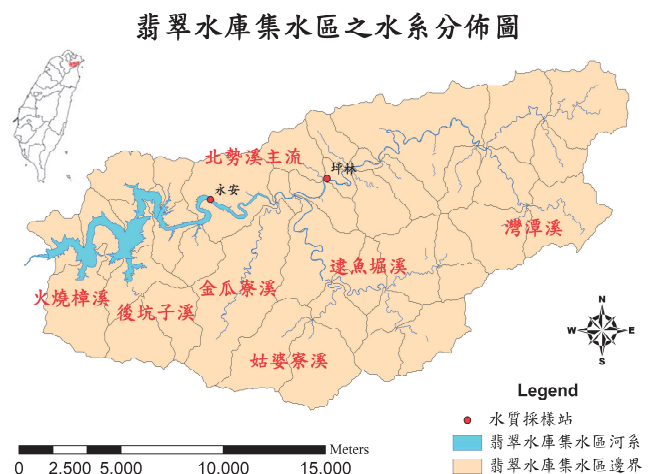 翡翠水庫集水區之水系分佈圖
北勢溪主流
坪林
永安
灣潭溪
逮魚堀溪
金瓜寮溪
火燒樟溪
後坑子溪
姑婆寮溪
N
W E
S
Legend
水質採樣站
翡翠水庫集水區河系
翡翠水庫集水區邊界
Meters
0 2.500 5.000 10.000 15.000